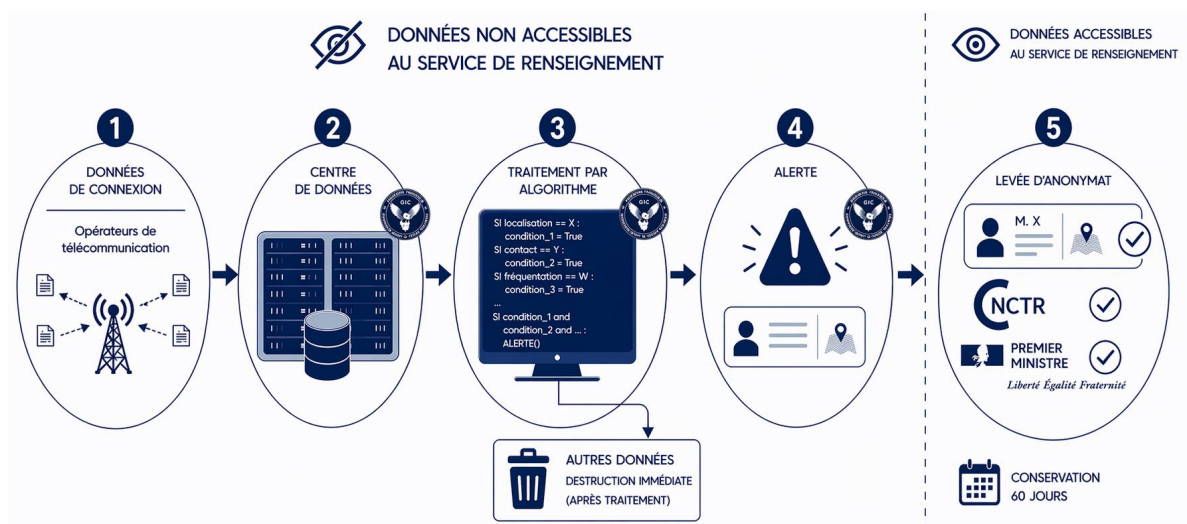 DONNÉES NON ACCESSIBLES
AU SERVICE DE RENSEIGNEMENT
DONNÉES ACCESSIBLES
AU SERVICE DE RENSEIGNEMENT
1
DONNÉES
DE CONNEXION
Opérateurs de
télécommunication
2
CENTRE
DE DONNÉES
GIC
3
TRAITEMENT PAR
ALGORITHME
GIC
SI localisation == X :
condition_1 = True
SI contact == Y :
condition_2 = True
SI fréquentation == W :
condition_3 = True
...
SI condition_1 and
condition_2 and ... :
ALERTE()
AUTRES DONNÉES
DESTRUCTION IMMÉDIATE
(APRÈS TRAITEMENT)
4
ALERTE
GIC
5
LEVÉE D'ANONYMAT
M. X
CNCTR
PREMIER
MINISTRE
Liberté Égalité Fraternité
CONSERVATION
60 JOURS